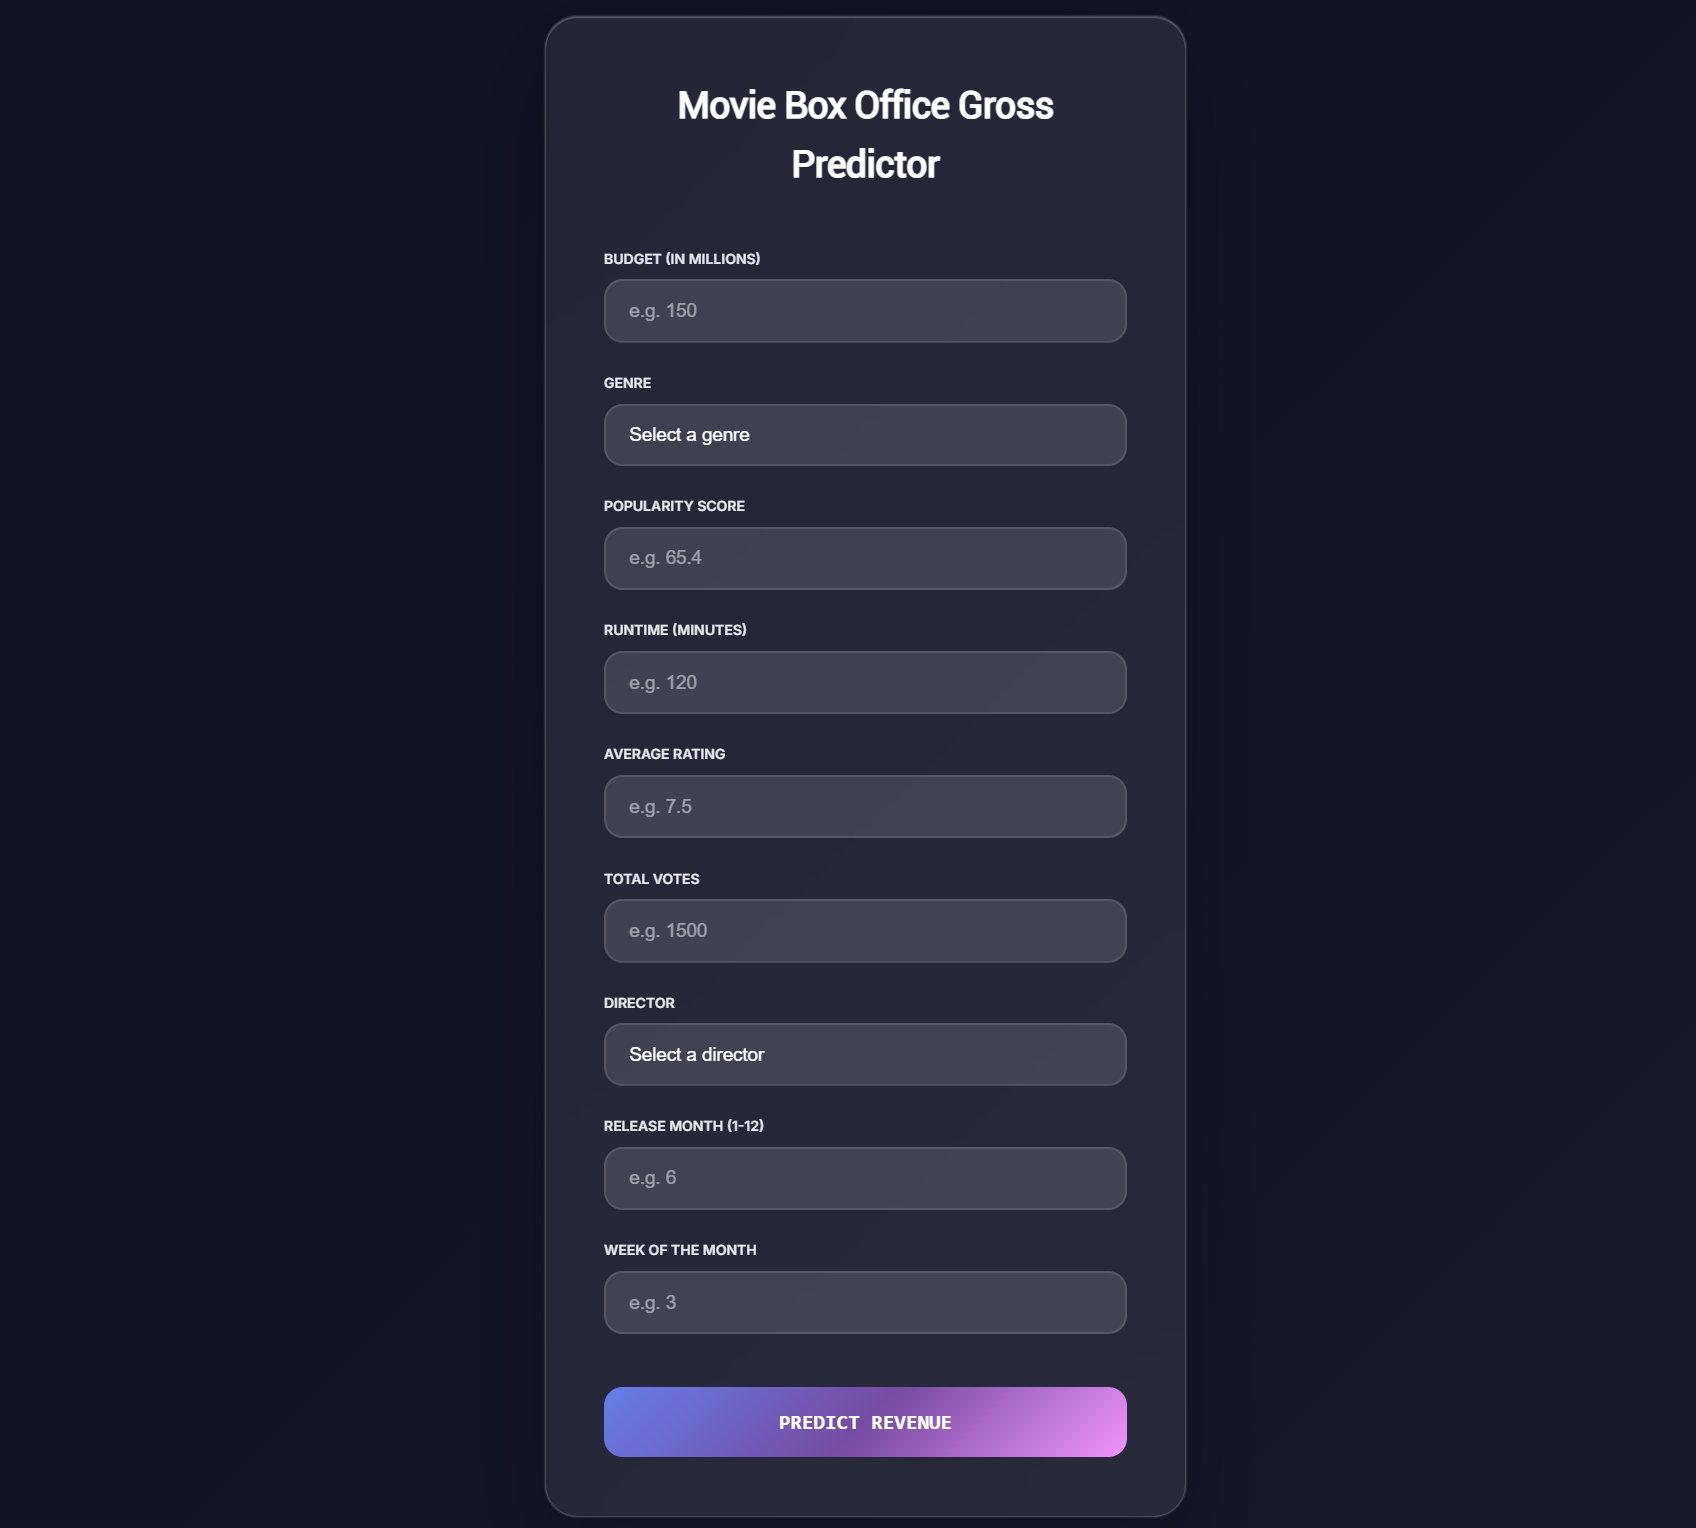 Movie Box Office Gross
Predictor
BUDGET (IN MILLIONS)
e.g. 150
GENRE
Select a genre
POPULARITY SCORE
e.g. 65.4
RUNTIME (MINUTES)
e.g. 120
AVERAGE RATING
e.g. 7.5
TOTAL VOTES
e.g. 1500
DIRECTOR
Select a director
RELEASE MONTH (1-12)
e.g. 6
WEEK OF THE MONTH
e.g. 3
PREDICT REVENUE